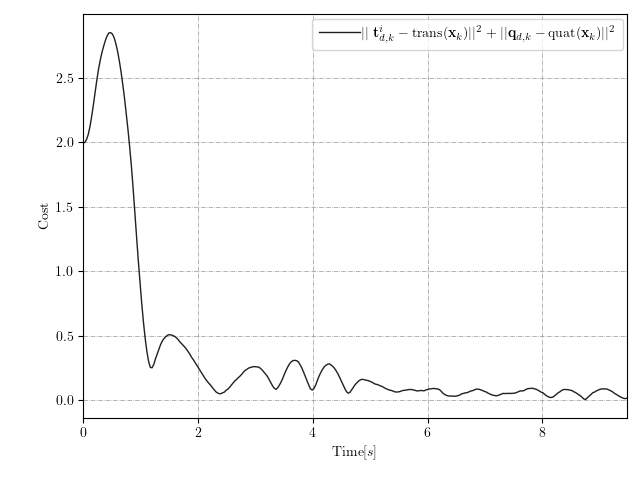 || t^i_{d,k} − trans(x_k)||² + ||q_{d,k} − quat(x_k)||²
2.5
2.0
1.5
1.0
0.5
0.0
Cost
0 2 4 6 8
Time[s]